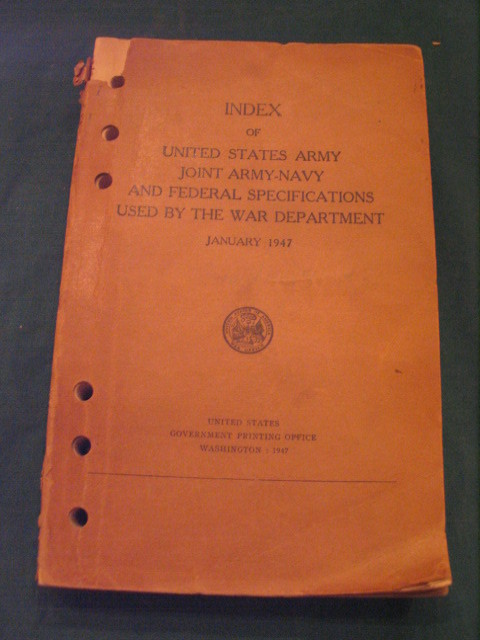 INDEX
OF
UNITED STATES ARMY
JOINT ARMY-NAVY
AND FEDERAL SPECIFICATIONS
USED BY THE WAR DEPARTMENT
JANUARY 1947
UNITED STATES
GOVERNMENT PRINTING OFFICE
WASHINGTON : 1947